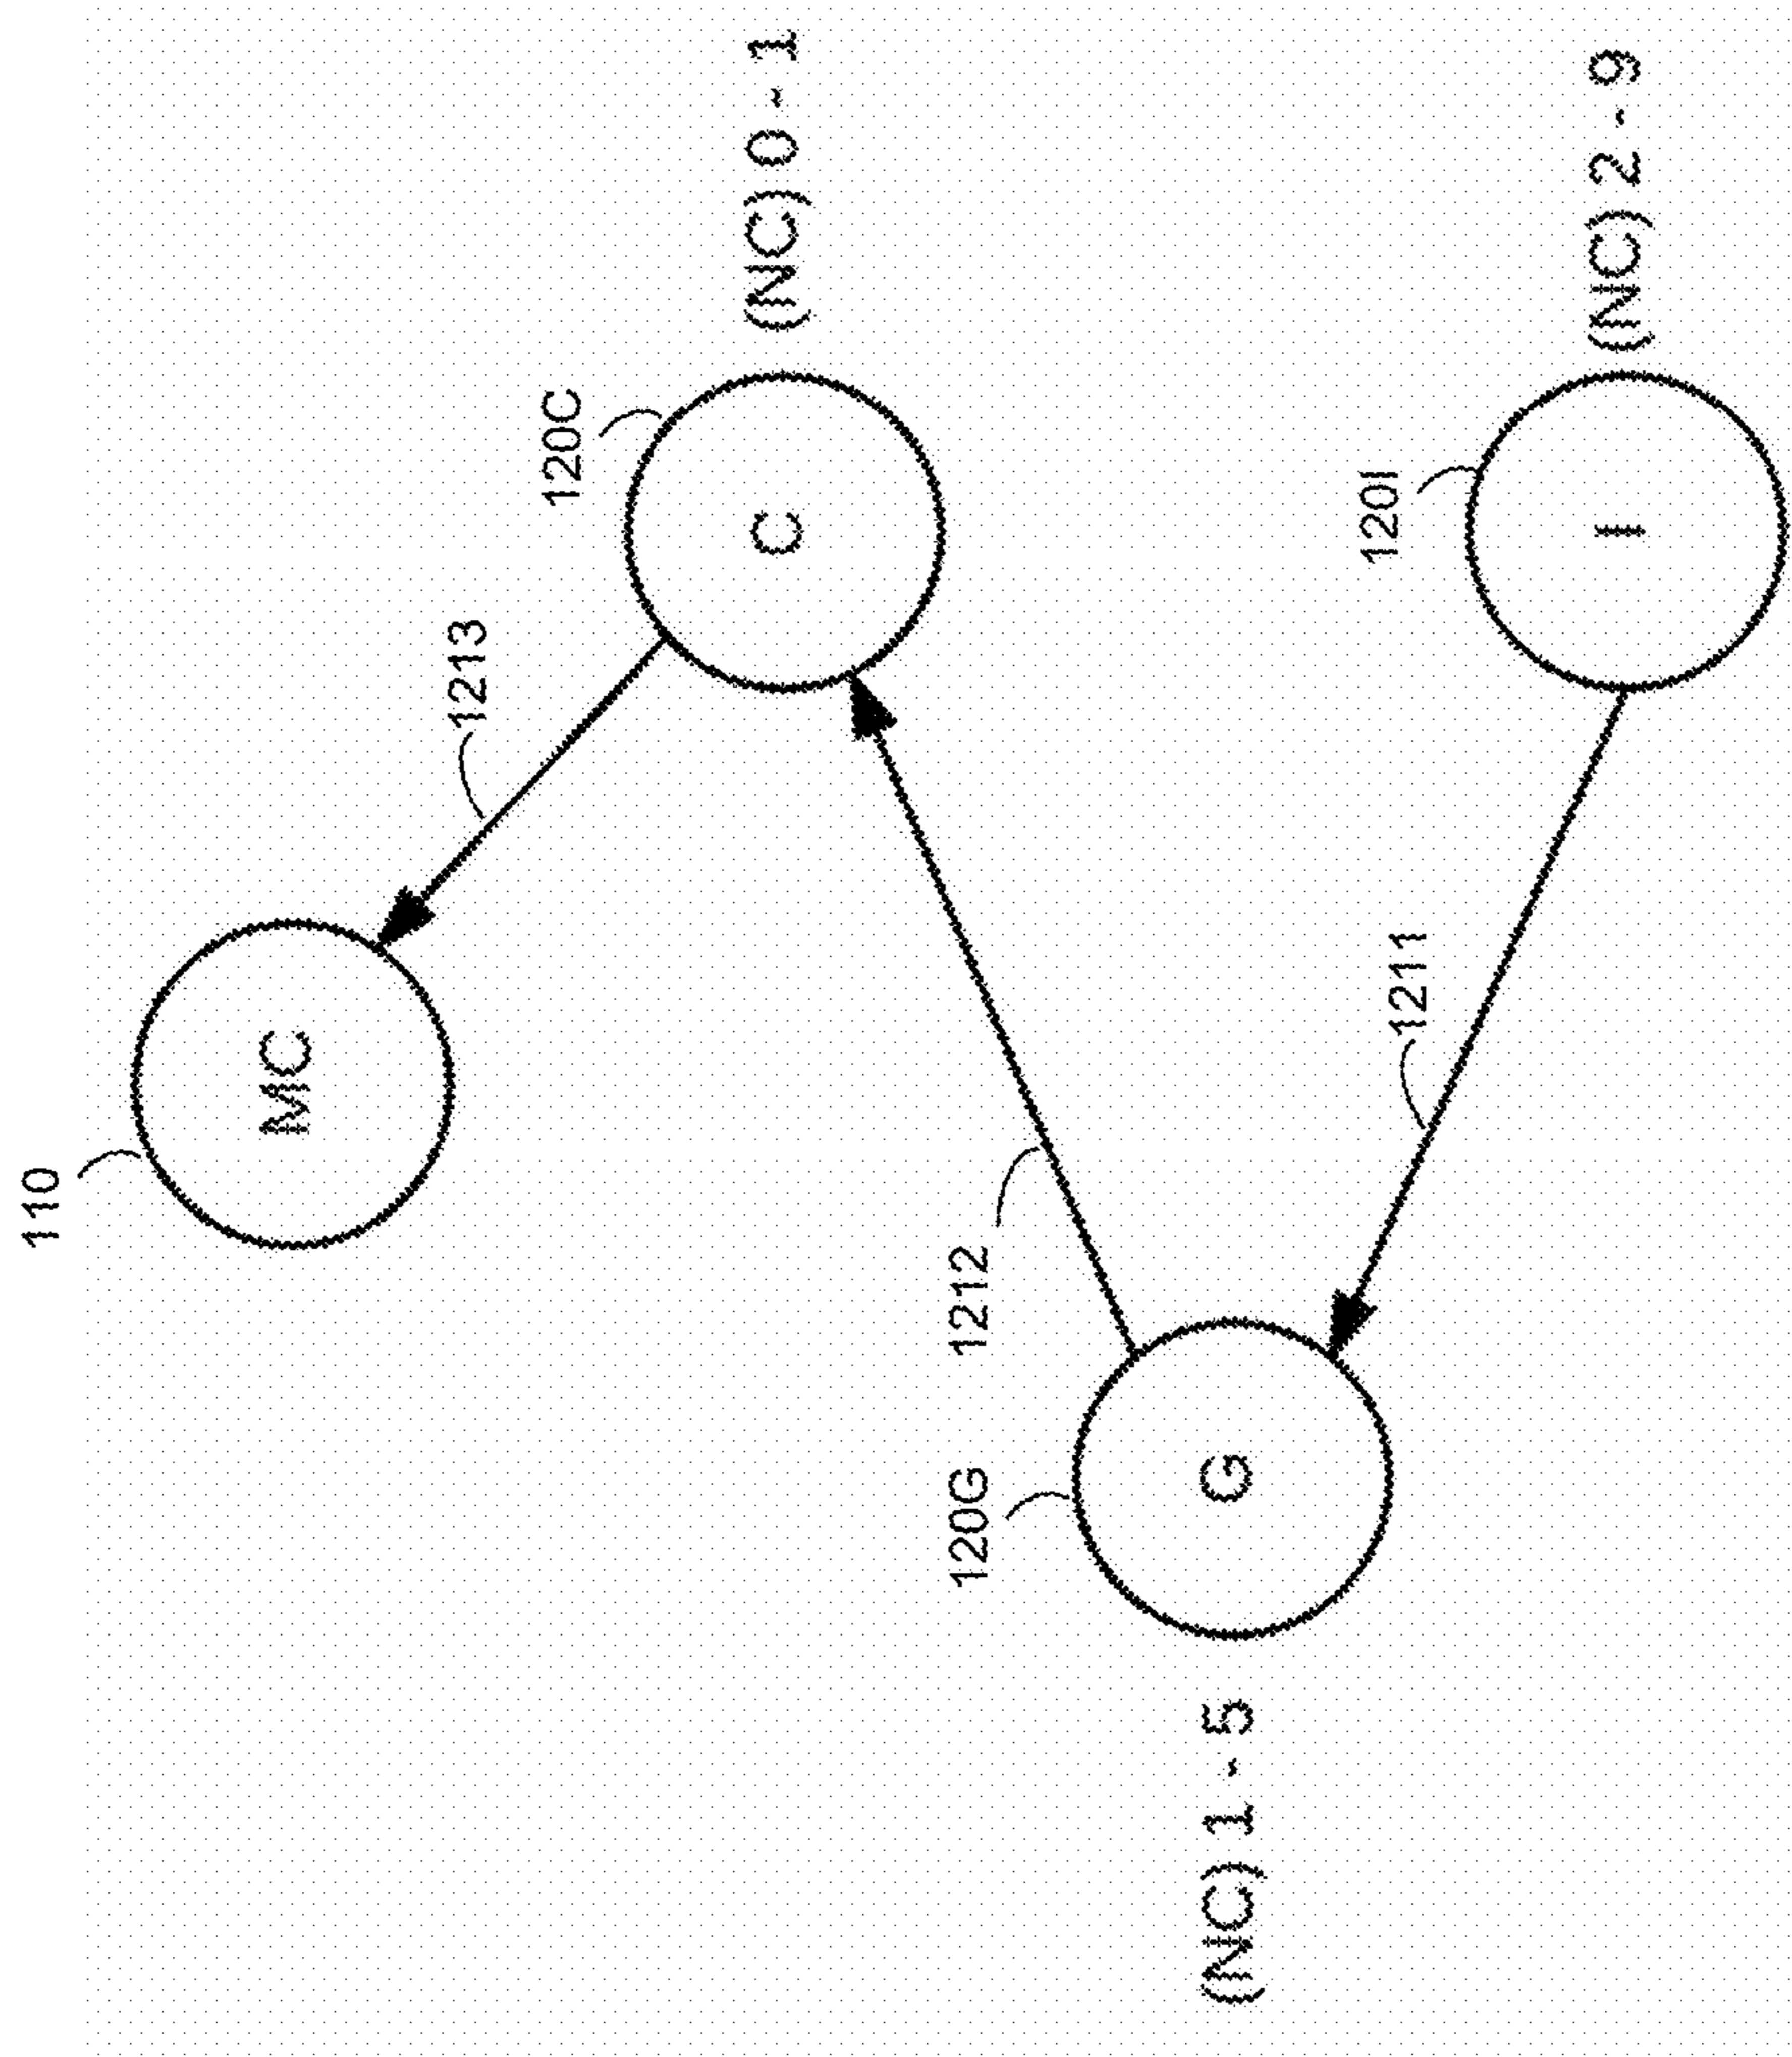 110
MC
1213
120C
C
(NC) 0 - 1
1212
120G
G
(NC) 1 - 5
1211
120I
I
(NC) 2 - 9